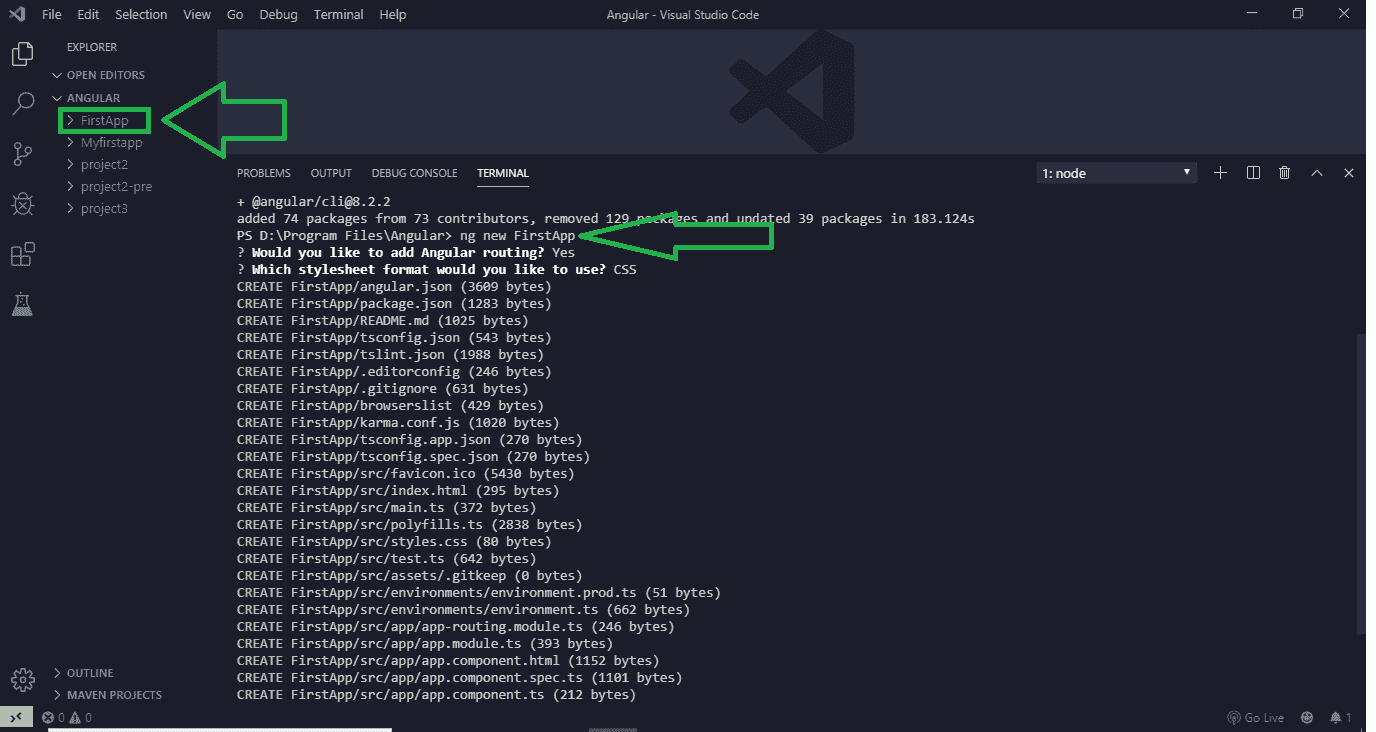 File Edit Selection View Go Debug Terminal Help
Angular - Visual Studio Code
EXPLORER
OPEN EDITORS
ANGULAR
FirstApp
Myfirstapp
project2
project2-pre
project3
OUTLINE
MAVEN PROJECTS
PROBLEMS OUTPUT DEBUG CONSOLE TERMINAL
1: node
+ @angular/cli@8.2.2
added 74 packages from 73 contributors, removed 129 packages and updated 39 packages in 183.124s
PS D:\Program Files\Angular> ng new FirstApp
? Would you like to add Angular routing? Yes
? Which stylesheet format would you like to use? CSS
CREATE FirstApp/angular.json (3609 bytes)
CREATE FirstApp/package.json (1283 bytes)
CREATE FirstApp/README.md (1025 bytes)
CREATE FirstApp/tsconfig.json (543 bytes)
CREATE FirstApp/tslint.json (1988 bytes)
CREATE FirstApp/.editorconfig (246 bytes)
CREATE FirstApp/.gitignore (631 bytes)
CREATE FirstApp/browserslist (429 bytes)
CREATE FirstApp/karma.conf.js (1020 bytes)
CREATE FirstApp/tsconfig.app.json (270 bytes)
CREATE FirstApp/tsconfig.spec.json (270 bytes)
CREATE FirstApp/src/favicon.ico (5430 bytes)
CREATE FirstApp/src/index.html (295 bytes)
CREATE FirstApp/src/main.ts (372 bytes)
CREATE FirstApp/src/polyfills.ts (2838 bytes)
CREATE FirstApp/src/styles.css (80 bytes)
CREATE FirstApp/src/test.ts (642 bytes)
CREATE FirstApp/src/assets/.gitkeep (0 bytes)
CREATE FirstApp/src/environments/environment.prod.ts (51 bytes)
CREATE FirstApp/src/environments/environment.ts (662 bytes)
CREATE FirstApp/src/app/app-routing.module.ts (246 bytes)
CREATE FirstApp/src/app/app.module.ts (393 bytes)
CREATE FirstApp/src/app/app.component.html (1152 bytes)
CREATE FirstApp/src/app/app.component.spec.ts (1101 bytes)
CREATE FirstApp/src/app/app.component.ts (212 bytes)
0 0
Go Live
1